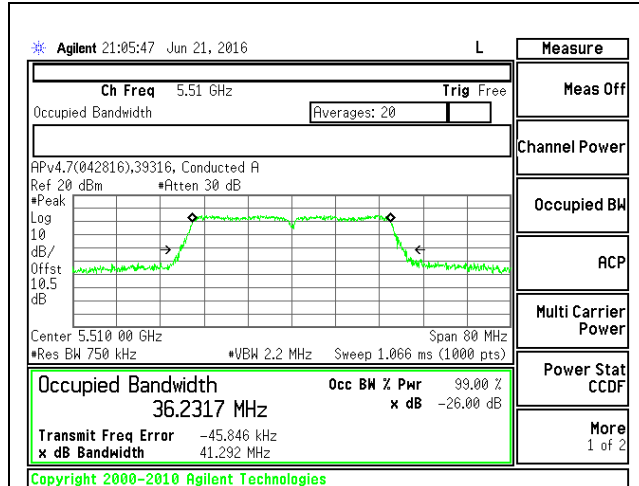 Agilent 21:05:47 Jun 21, 2016 L
Measure
Ch Freq 5.51 GHz Trig Free
Meas Off
Occupied Bandwidth Averages: 20
Channel Power
APv4.7(042816),39316, Conducted A
Ref 20 dBm #Atten 30 dB
#Peak
Log
10
dB/
Offst
10.5
dB
Occupied BW
ACP
Center 5.510 00 GHz Span 80 MHz
#Res BW 750 kHz #VBW 2.2 MHz Sweep 1.066 ms (1000 pts)
Multi Carrier
Power
Occupied Bandwidth Occ BW % Pwr 99.00 %
36.2317 MHz x dB -26.00 dB
Power Stat
CCDF
Transmit Freq Error -45.846 kHz
x dB Bandwidth 41.292 MHz
More
1 of 2
Copyright 2000-2010 Agilent Technologies